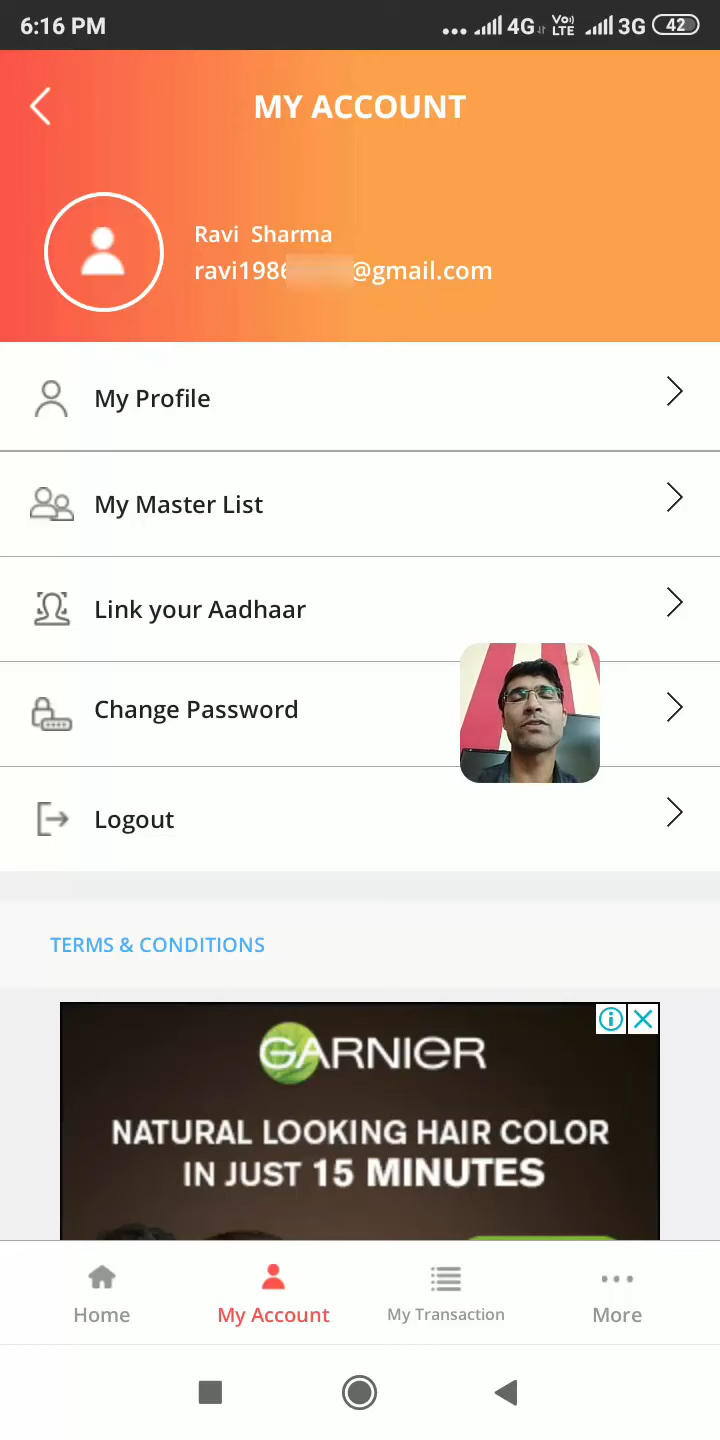 6:16 PM
4G VoLTE 3G 42
MY ACCOUNT
Ravi Sharma
ravi1986 @gmail.com
My Profile
My Master List
Link your Aadhaar
Change Password
Logout
TERMS & CONDITIONS
GARNIER
NATURAL LOOKING HAIR COLOR
IN JUST 15 MINUTES
Home
My Account
My Transaction
More